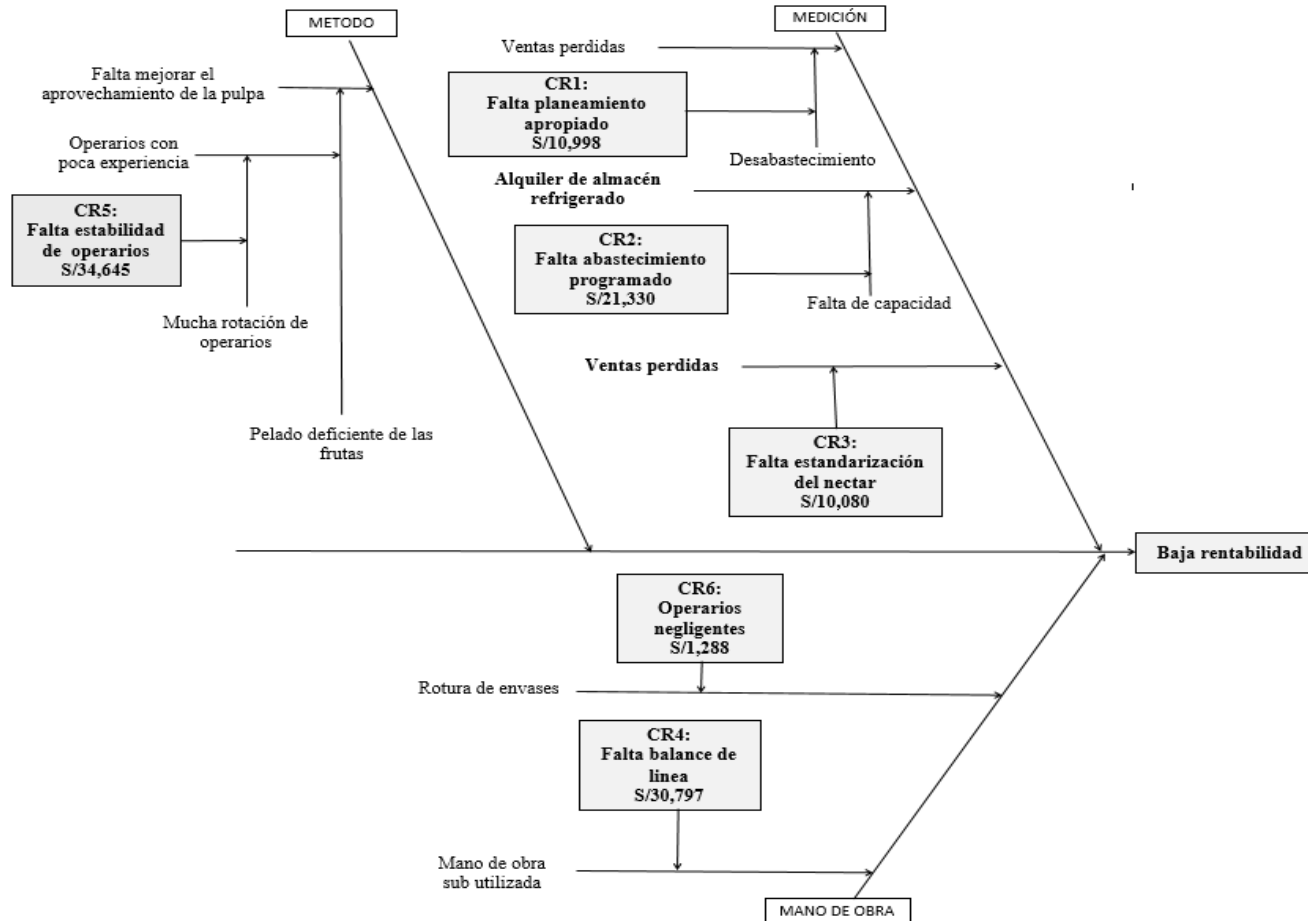 METODO
Falta mejorar el
aprovechamiento de la pulpa
Operarios con
poca experiencia
CR5:
Falta estabilidad
de operarios
S/34,645
Mucha rotación de
operarios
Pelado deficiente de las
frutas
MEDICIÓN
Ventas perdidas
CR1:
Falta planeamiento
apropiado
S/10,998
Desabastecimiento
Alquiler de almacén
refrigerado
CR2:
Falta abastecimiento
programado
S/21,330
Falta de capacidad
Ventas perdidas
CR3:
Falta estandarización
del nectar
S/10,080
Baja rentabilidad
CR6:
Operarios
negligentes
S/1,288
Rotura de envases
CR4:
Falta balance de
linea
S/30,797
Mano de obra
sub utilizada
MANO DE OBRA